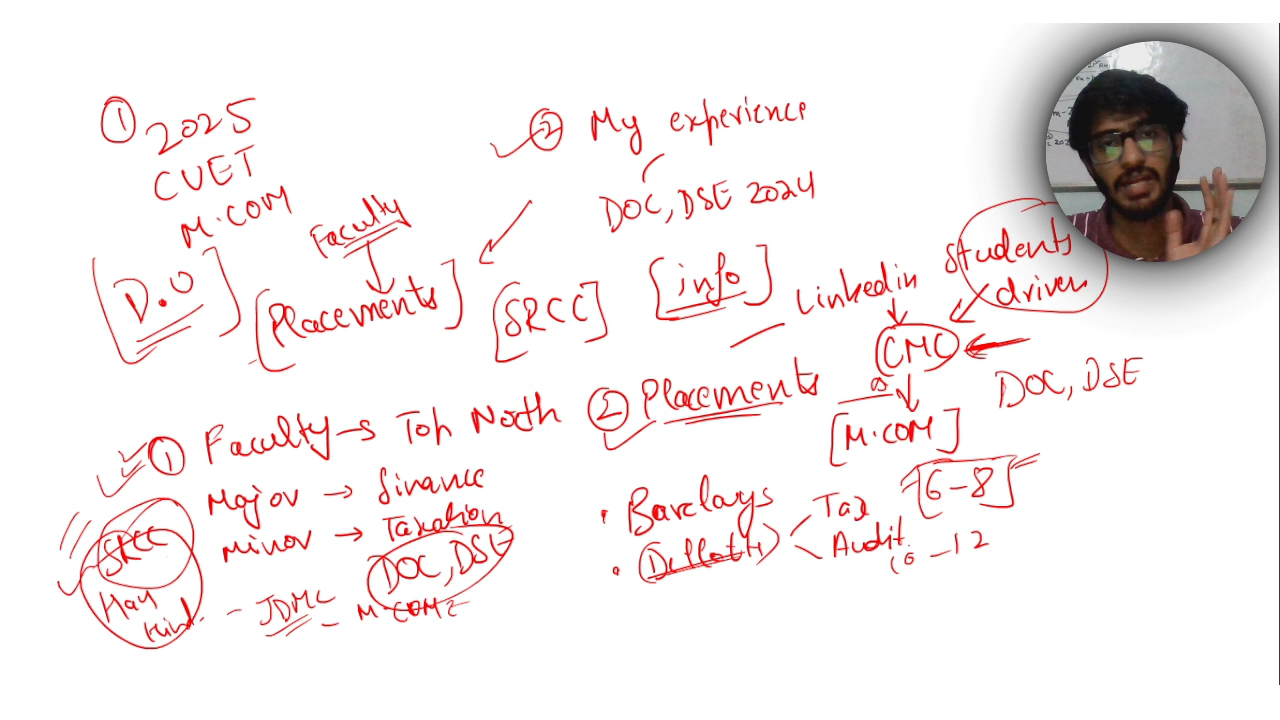 ① 2025
CUET
M.COM
② My experience
DOC, DSE 2024
Faculty
[D.U] [Placements] [SRCC] [info]
Linkedin
Students
driven
CMC
[M.COM]
DOC, DSE
① Faculty-s Top North
② Placements
Major → finance
Minor → Taxation
SRCC
DOC, DSE
- JDMC - M.COM
• Barclays
Tax
[6-8]
Audit
-12